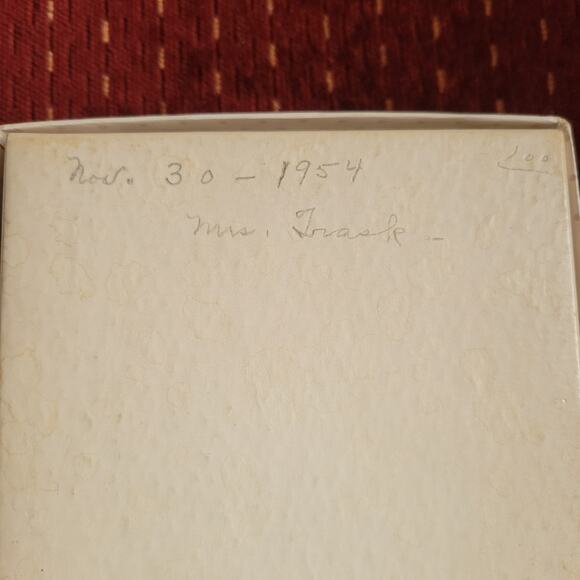 Nov. 30 - 1954
1.00
Mrs. Trask -